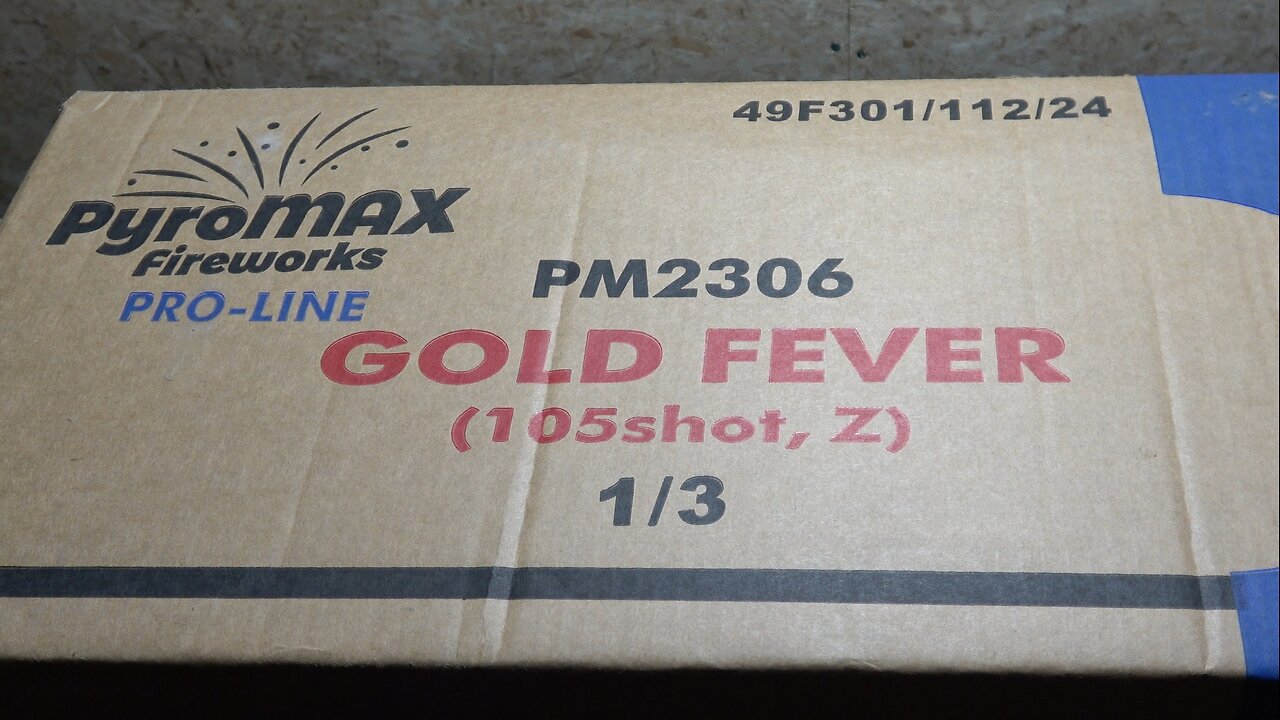 49F301/112/24
PyroMAX
Fireworks
PRO-LINE
PM2306
GOLD FEVER
(105shot, Z)
1/3